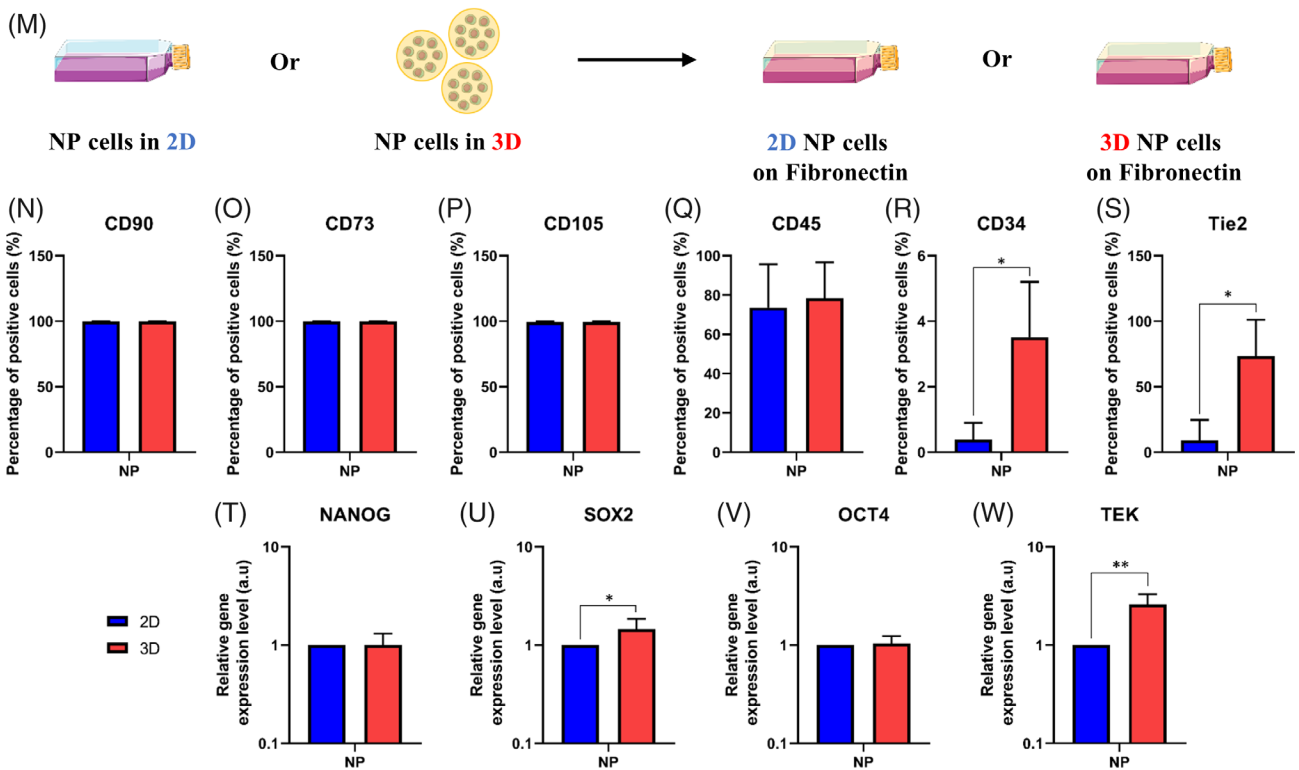 (M)
Or
Or
NP cells in 2D
NP cells in 3D
2D NP cells
on Fibronectin
3D NP cells
on Fibronectin
(N)
CD90
Percentage of positive cells (%)
150
100
50
0
NP
(O)
CD73
Percentage of positive cells (%)
150
100
50
0
NP
(P)
CD105
Percentage of positive cells (%)
150
100
50
0
NP
(Q)
CD45
Percentage of positive cells (%)
100
80
60
40
20
0
NP
(R)
CD34
Percentage of positive cells (%)
6
4
2
0
*
NP
(S)
Tie2
Percentage of positive cells (%)
150
100
50
0
*
NP
2D
3D
(T)
NANOG
Relative gene
expression level (a.u)
10
1
0.1
NP
(U)
SOX2
Relative gene
expression level (a.u)
10
1
0.1
*
NP
(V)
OCT4
Relative gene
expression level (a.u)
10
1
0.1
NP
(W)
TEK
Relative gene
expression level (a.u)
10
1
0.1
**
NP